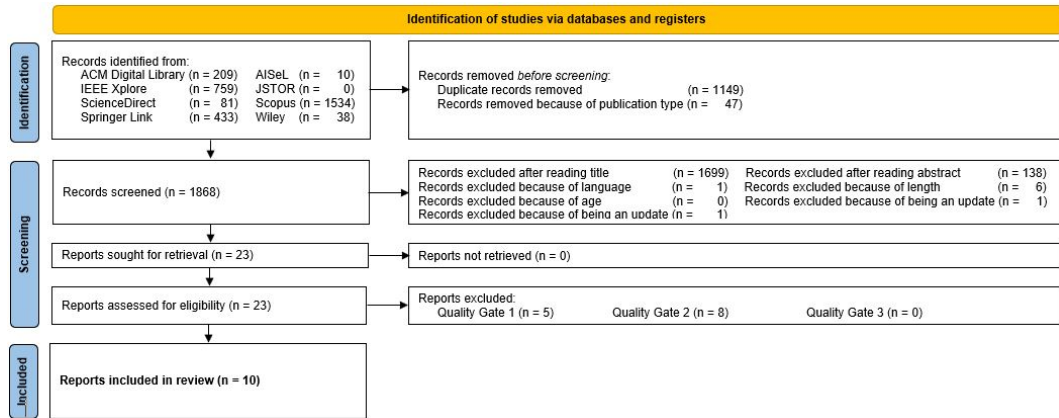 Identification of studies via databases and registers
Identification
Records identified from:
ACM Digital Library (n = 209) AISeL (n = 10)
IEEE Xplore (n = 759) JSTOR (n = 0)
ScienceDirect (n = 81) Scopus (n = 1534)
Springer Link (n = 433) Wiley (n = 38)
Records removed before screening:
Duplicate records removed (n = 1149)
Records removed because of publication type (n = 47)
Screening
Records screened (n = 1868)
Records excluded after reading title (n = 1699) Records excluded after reading abstract (n = 138)
Records excluded because of language (n = 1) Records excluded because of length (n = 6)
Records excluded because of age (n = 0) Records excluded because of being an update (n = 1)
Records excluded because of being an update (n = 1)
Reports sought for retrieval (n = 23)
Reports not retrieved (n = 0)
Reports assessed for eligibility (n = 23)
Reports excluded:
Quality Gate 1 (n = 5) Quality Gate 2 (n = 8) Quality Gate 3 (n = 0)
Included
Reports included in review (n = 10)